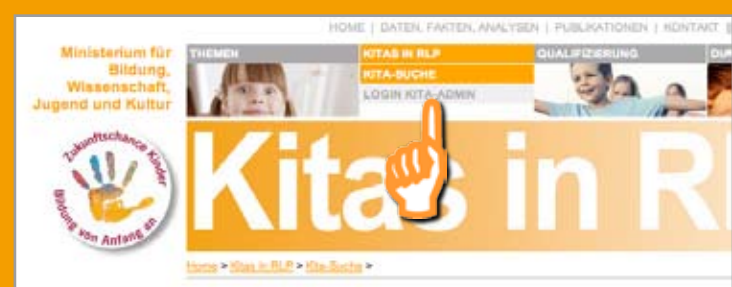 HOME | DATEN, FAKTEN, ANALYSEN | PUBLIKATIONEN | KONTAKT |
Ministerium für
Bildung,
Wissenschaft,
Jugend und Kultur
THEMEN
KITAS IN RLP
QUALIFIZIERUNG
KITA-SUCHE
LOGIN KITA-ADMIN
Zukunftschance Kinder
Bildung von Anfang an
Kitas in R
Home > Kitas in RLP > Kita-Suche >